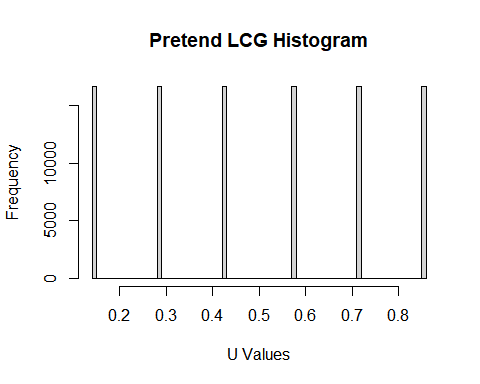 Pretend LCG Histogram
Frequency
0
5000
10000
0.2 0.3 0.4 0.5 0.6 0.7 0.8
U Values